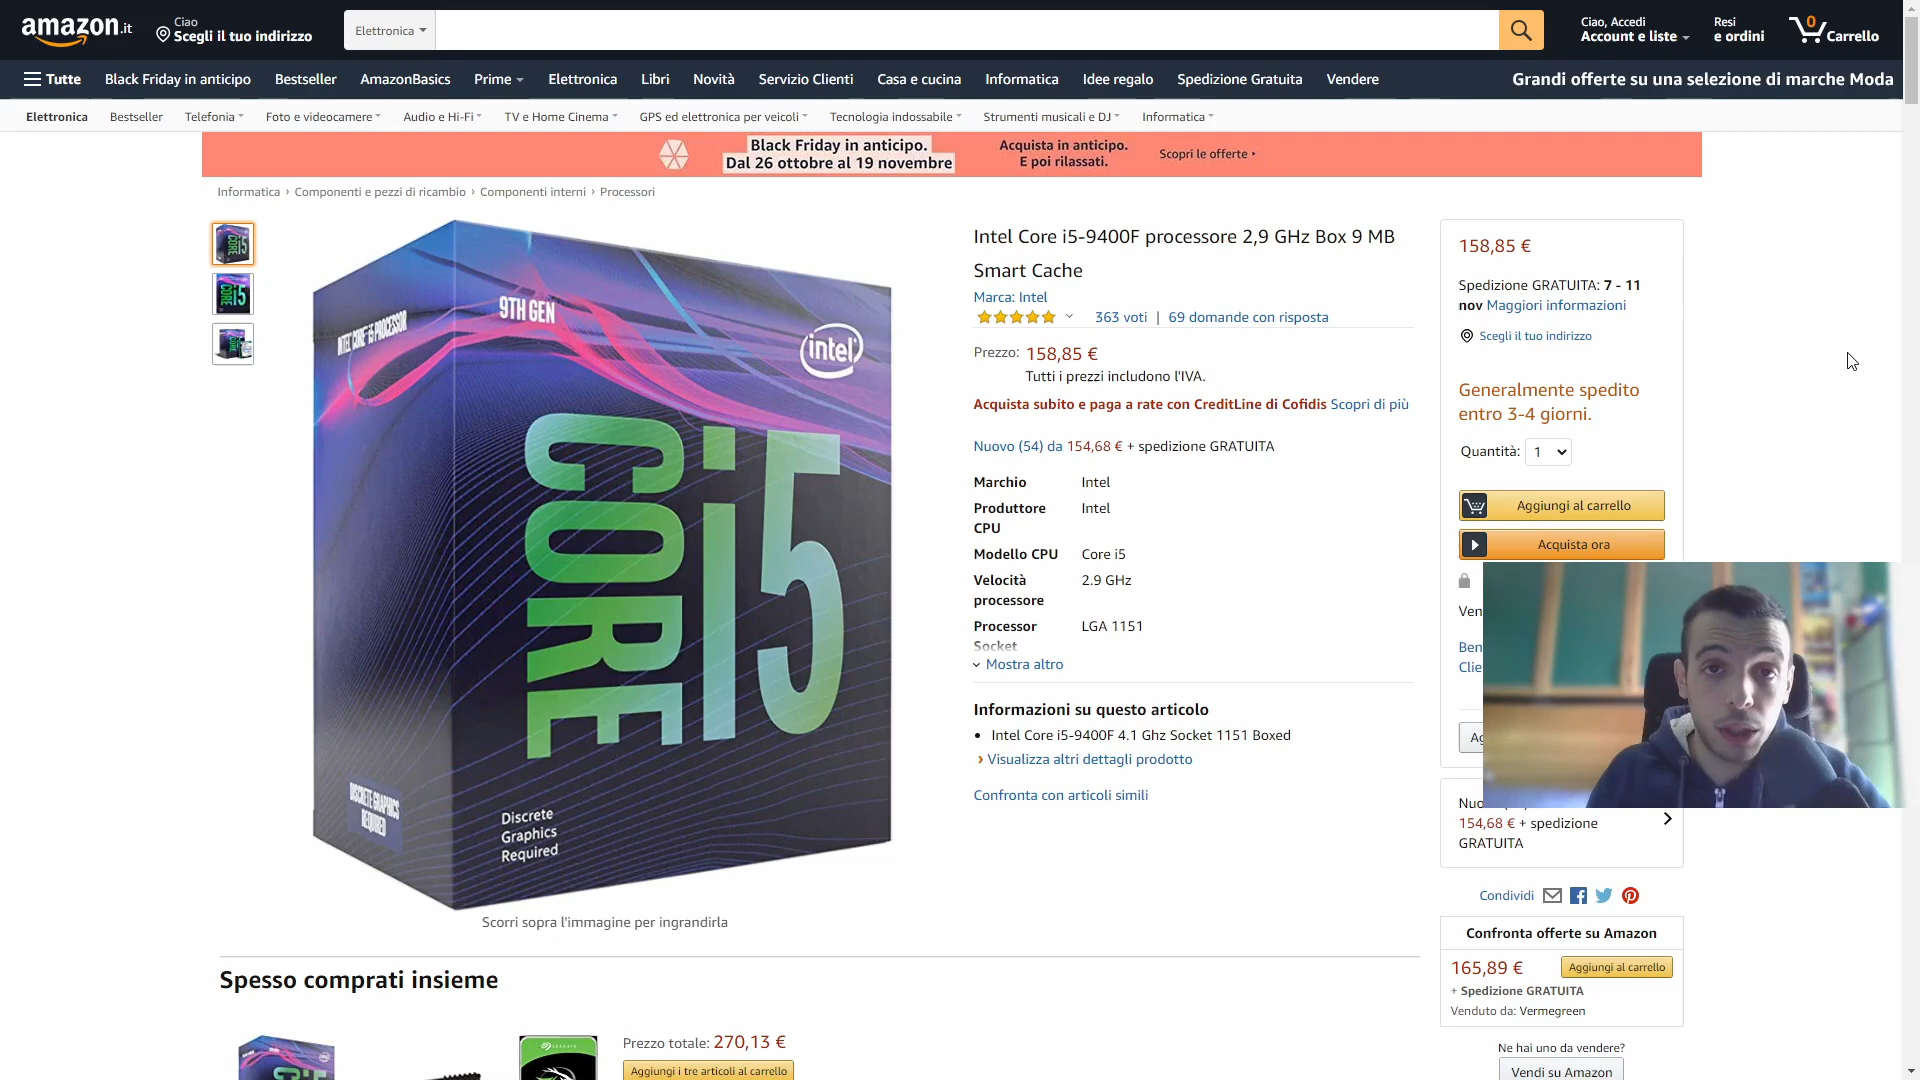 amazon.it
Ciao
Scegli il tuo indirizzo
Elettronica
Ciao, Accedi
Account e liste
Resi
e ordini
0
Carrello
Tutte
Black Friday in anticipo
Bestseller
AmazonBasics
Prime
Elettronica
Libri
Novità
Servizio Clienti
Casa e cucina
Informatica
Idee regalo
Spedizione Gratuita
Vendere
Grandi offerte su una selezione di marche Moda
Elettronica
Bestseller
Telefonia
Foto e videocamere
Audio e Hi-Fi
TV e Home Cinema
GPS ed elettronica per veicoli
Tecnologia indossabile
Strumenti musicali e DJ
Informatica
Black Friday in anticipo.
Dal 26 ottobre al 19 novembre
Acquista in anticipo.
E poi rilassati.
Scopri le offerte
Informatica › Componenti e pezzi di ricambio › Componenti interni › Processori
INTEL CORE i5 PROCESSOR
9TH GEN
intel
CORE i5
DISCRETE GRAPHICS
REQUIRED
Discrete
Graphics
Required
Scorri sopra l'immagine per ingrandirla
Intel Core i5-9400F processore 2,9 GHz Box 9 MB
Smart Cache
Marca: Intel
363 voti | 69 domande con risposta
Prezzo: 158,85 €
Tutti i prezzi includono l'IVA.
Acquista subito e paga a rate con CreditLine di Cofidis Scopri di più
Nuovo (54) da 154,68 € + spedizione GRATUITA
Marchio Intel
Produttore Intel
CPU
Modello CPU Core i5
Velocità 2.9 GHz
processore
Processor LGA 1151
Socket
Mostra altro
Informazioni su questo articolo
• Intel Core i5-9400F 4.1 Ghz Socket 1151 Boxed
› Visualizza altri dettagli prodotto
Confronta con articoli simili
158,85 €
Spedizione GRATUITA: 7 - 11
nov Maggiori informazioni
Scegli il tuo indirizzo
Generalmente spedito
entro 3-4 giorni.
Quantità: 1
Aggiungi al carrello
Acquista ora
Ven
Ben
Clie
Ag
154,68 € + spedizione
GRATUITA
Condividi
Confronta offerte su Amazon
165,89 €
Aggiungi al carrello
+ Spedizione GRATUITA
Venduto da: Vermegreen
Ne hai uno da vendere?
Vendi su Amazon
Spesso comprati insieme
SEAGATE
Prezzo totale: 270,13 €
Aggiungi i tre articoli al carrello